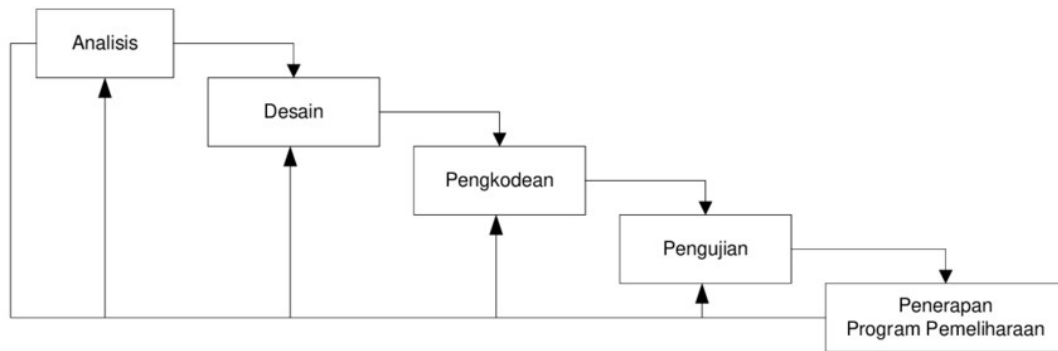 Analisis
Desain
Pengkodean
Pengujian
Penerapan
Program Pemeliharaan